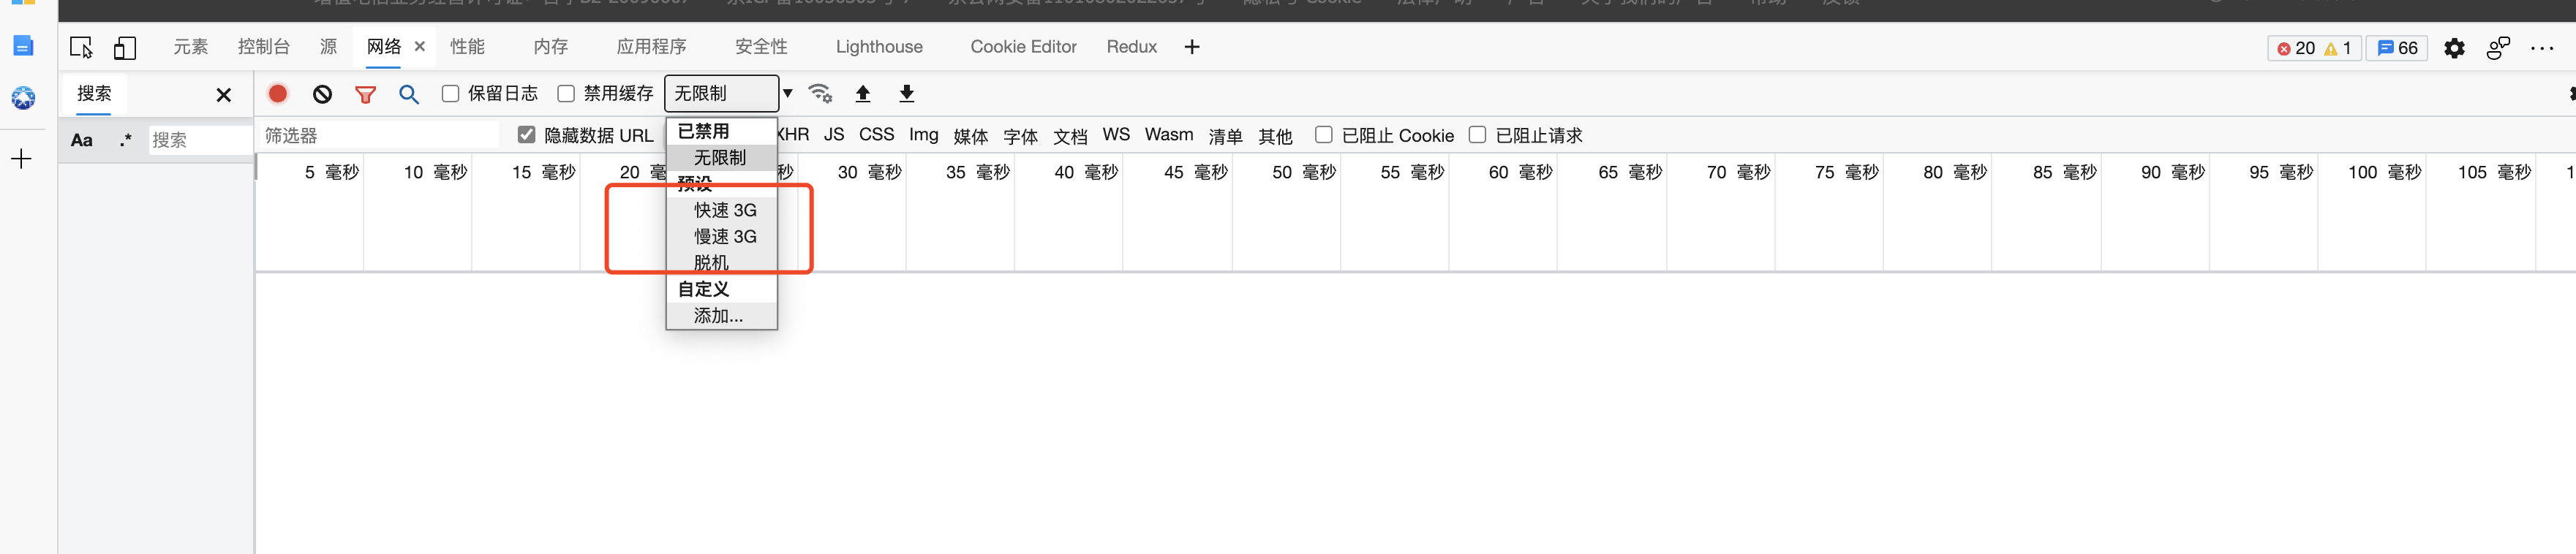 元素 控制台 源 网络 性能 内存 应用程序 安全性 Lighthouse Cookie Editor Redux 20 1 66
搜索
保留日志 禁用缓存 无限制
Aa .* 搜索
筛选器 隐藏数据 URL XHR JS CSS Img 媒体 字体 文档 WS Wasm 清单 其他 已阻止 Cookie 已阻止请求
5 毫秒 10 毫秒 15 毫秒 20 毫 秒 30 毫秒 35 毫秒 40 毫秒 45 毫秒 50 毫秒 55 毫秒 60 毫秒 65 毫秒 70 毫秒 75 毫秒 80 毫秒 85 毫秒 90 毫秒 95 毫秒 100 毫秒 105 毫秒
已禁用
无限制
预设
快速 3G
慢速 3G
脱机
自定义
添加...